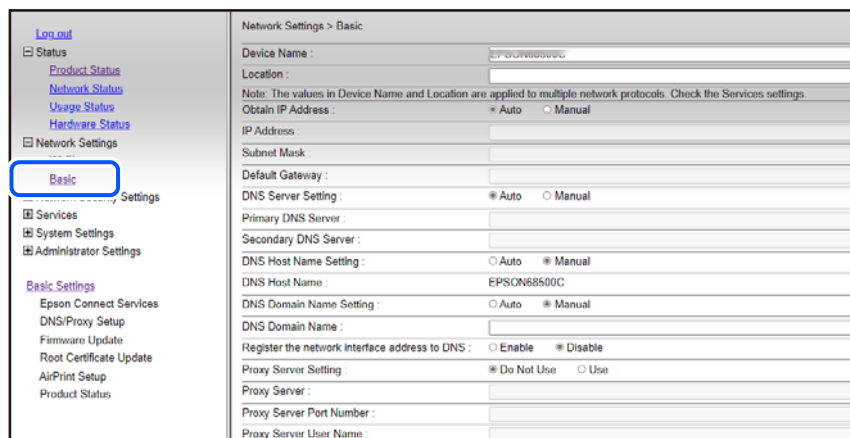 Log out
Status
Product Status
Network Status
Usage Status
Hardware Status
Network Settings
Basic
Security Settings
Services
System Settings
Administrator Settings
Basic Settings
Epson Connect Services
DNS/Proxy Setup
Firmware Update
Root Certificate Update
AirPrint Setup
Product Status
Network Settings > Basic
Device Name :
Location :
Note: The values in Device Name and Location are applied to multiple network protocols. Check the Services settings.
Obtain IP Address : Auto Manual
IP Address :
Subnet Mask :
Default Gateway :
DNS Server Setting : Auto Manual
Primary DNS Server :
Secondary DNS Server :
DNS Host Name Setting : Auto Manual
DNS Host Name : EPSON68500C
DNS Domain Name Setting : Auto Manual
DNS Domain Name :
Register the network interface address to DNS : Enable Disable
Proxy Server Setting : Do Not Use Use
Proxy Server :
Proxy Server Port Number :
Proxy Server User Name :